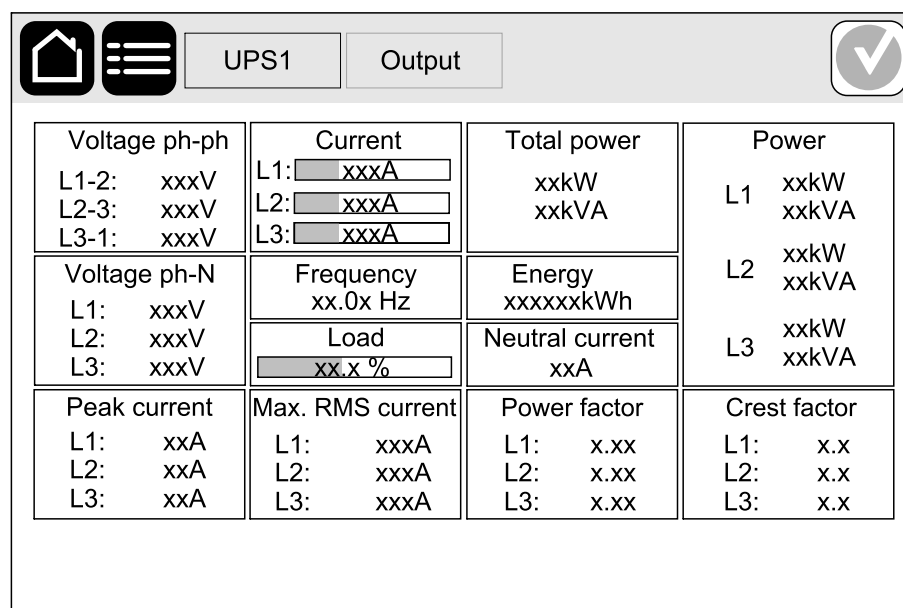 UPS1
Output
Voltage ph-ph
L1-2: xxxV
L2-3: xxxV
L3-1: xxxV
Current
L1: xxxA
L2: xxxA
L3: xxxA
Total power
xxkW
xxkVA
Power
L1 xxkW
xxkVA
L2 xxkW
xxkVA
L3 xxkW
xxkVA
Voltage ph-N
L1: xxxV
L2: xxxV
L3: xxxV
Frequency
xx.0x Hz
Energy
xxxxxxkWh
Load
xx.x %
Neutral current
xxA
Peak current
L1: xxA
L2: xxA
L3: xxA
Max. RMS current
L1: xxxA
L2: xxxA
L3: xxxA
Power factor
L1: x.xx
L2: x.xx
L3: x.xx
Crest factor
L1: x.x
L2: x.x
L3: x.x